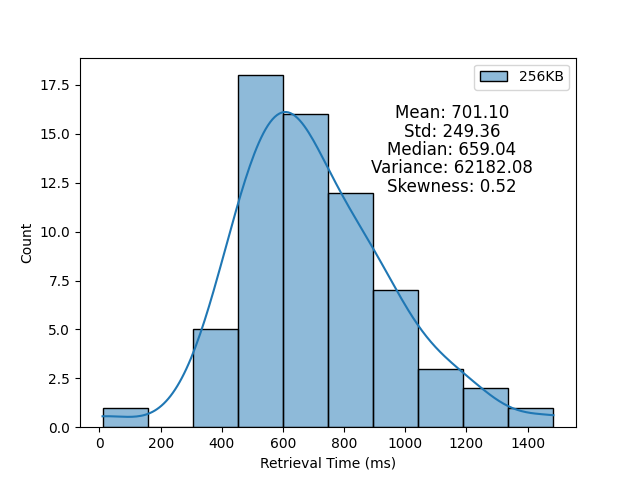 256KB
Mean: 701.10
Std: 249.36
Median: 659.04
Variance: 62182.08
Skewness: 0.52
Count
17.5
15.0
12.5
10.0
7.5
5.0
2.5
0.0
0 200 400 600 800 1000 1200 1400
Retrieval Time (ms)